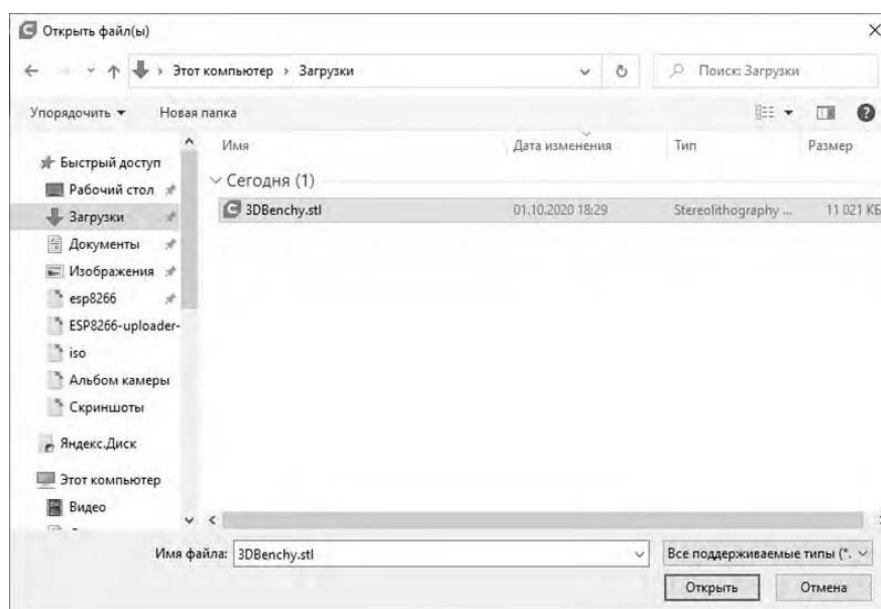 Открыть файл(ы)
Этот компьютер › Загрузки
Поиск: Загрузки
Упорядочить
Новая папка
Имя
Дата изменения
Тип
Размер
Быстрый доступ
Рабочий стол
Загрузки
Документы
Изображения
esp8266
ESP8266-uploader-
iso
Альбом камеры
Скриншоты
Яндекс.Диск
Этот компьютер
Видео
Сегодня (1)
3DBenchy.stl 01.10.2020 18:29 Stereolithography ... 11 021 КБ
Имя файла: 3DBenchy.stl
Все поддерживаемые типы (*.
Открыть
Отмена